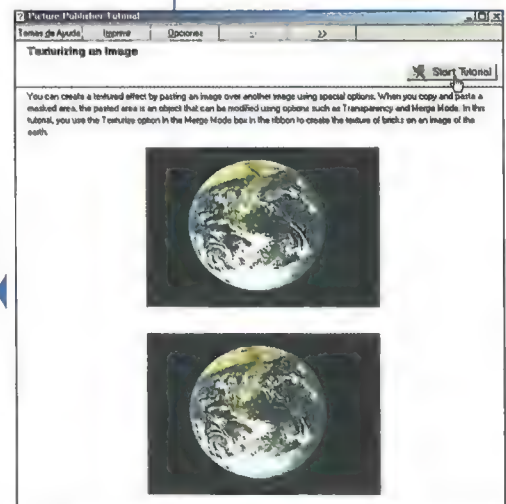 Picture Publisher Tutorial
Temas de Ayuda Imprimir Opciones << >>
Texturizing an Image
Start Tutorial
You can create a textured effect by pasting an image over another image using special options. When you copy and paste a
masked area, the pasted area is an object that can be modified using options such as Transparency and Merge Mode. In this
tutorial, you use the Texturize option in the Merge Mode box in the ribbon to create the texture of bricks on an image of the
earth.